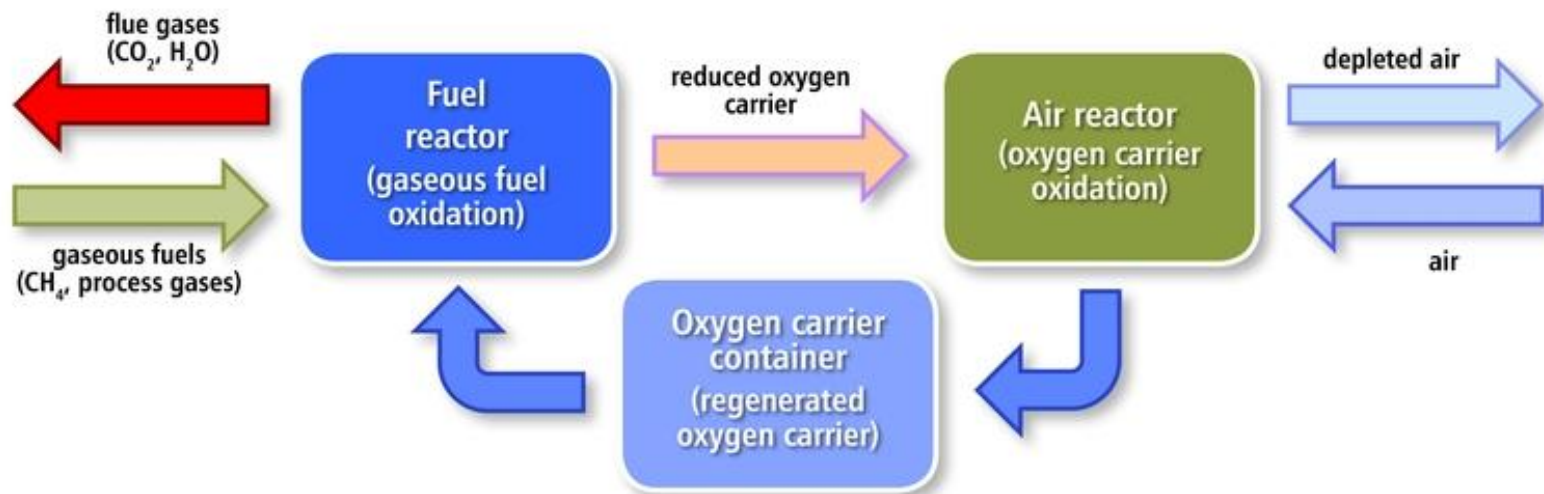 flue gases
(CO₂, H₂O)
gaseous fuels
(CH₄, process gases)
Fuel
reactor
(gaseous fuel
oxidation)
reduced oxygen
carrier
Air reactor
(oxygen carrier
oxidation)
depleted air
air
Oxygen carrier
container
(regenerated
oxygen carrier)